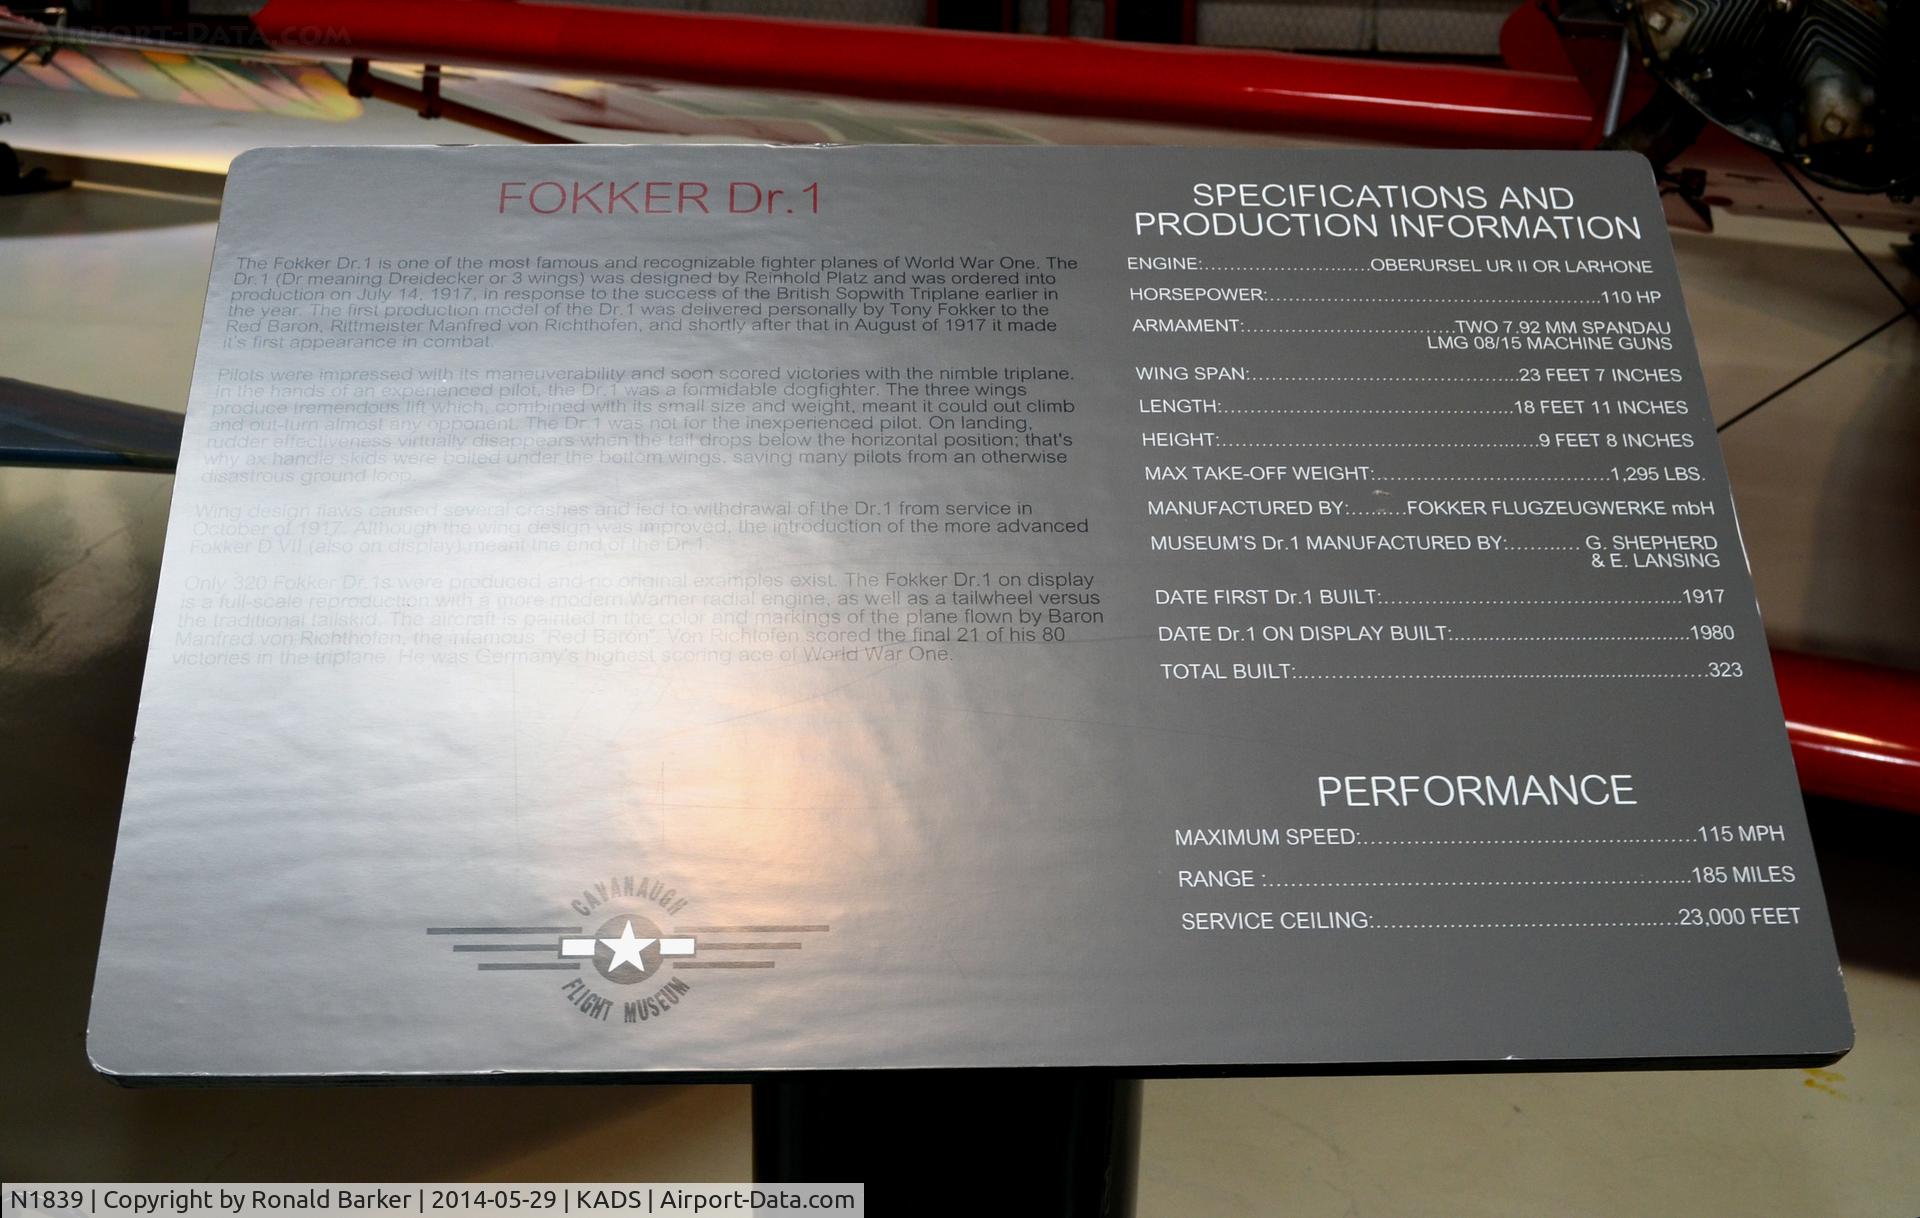 AIRPORT-DATA.COM
FOKKER Dr.1
The Fokker Dr.1 is one of the most famous and recognizable fighter planes of World War One. The
Dr.1 (Dr meaning Dreidecker or 3 wings) was designed by Reinhold Platz and was ordered into
production on July 14, 1917, in response to the success of the British Sopwith Triplane earlier in
the year. The first production model of the Dr.1 was delivered personally by Tony Fokker to the
Red Baron, Rittmeister Manfred von Richthofen, and shortly after that in August of 1917 it made
it's first appearance in combat.
Pilots were impressed with its maneuverability and soon scored victories with the nimble triplane.
In the hands of an experienced pilot, the Dr.1 was a formidable dogfighter. The three wings
produce tremendous lift which, combined with its small size and weight, meant it could out climb
and out-turn almost any opponent. The Dr.1 was not for the inexperienced pilot. On landing,
rudder effectiveness virtually disappears when the tail drops below the horizontal position; that's
why ax handle skids were bolted under the bottom wings, saving many pilots from an otherwise
disastrous ground loop.
Wing design flaws caused several crashes and led to withdrawal of the Dr.1 from service in
October of 1917. Although the wing design was improved, the introduction of the more advanced
Fokker D.VII (also on display) meant the end of the Dr.1.
Only 320 Fokker Dr.1s were produced and no original examples exist. The Fokker Dr.1 on display
is a full-scale reproduction with a more modern Warner radial engine, as well as a tailwheel versus
the traditional tailskid. The aircraft is painted in the color and markings of the plane flown by Baron
Manfred von Richthofen, the infamous "Red Baron". Von Richtofen scored the final 21 of his 80
victories in the triplane. He was Germany's highest scoring ace of World War One.
CAVANAUGH
FLIGHT MUSEUM
SPECIFICATIONS AND
PRODUCTION INFORMATION
ENGINE:..............................OBERURSEL UR II OR LARHONE
HORSEPOWER:..............................110 HP
ARMAMENT:..............................TWO 7.92 MM SPANDAU
LMG 08/15 MACHINE GUNS
WING SPAN:..............................23 FEET 7 INCHES
LENGTH:..............................18 FEET 11 INCHES
HEIGHT:..............................9 FEET 8 INCHES
MAX TAKE-OFF WEIGHT:..............................1,295 LBS.
MANUFACTURED BY:.........FOKKER FLUGZEUGWERKE mbH
MUSEUM'S Dr.1 MANUFACTURED BY:........... G. SHEPHERD
& E. LANSING
DATE FIRST Dr.1 BUILT:..............................1917
DATE Dr.1 ON DISPLAY BUILT:..............................1980
TOTAL BUILT:..............................323
PERFORMANCE
MAXIMUM SPEED:..............................115 MPH
RANGE :..............................185 MILES
SERVICE CEILING:..............................23,000 FEET
N1839 | Copyright by Ronald Barker | 2014-05-29 | KADS | Airport-Data.com